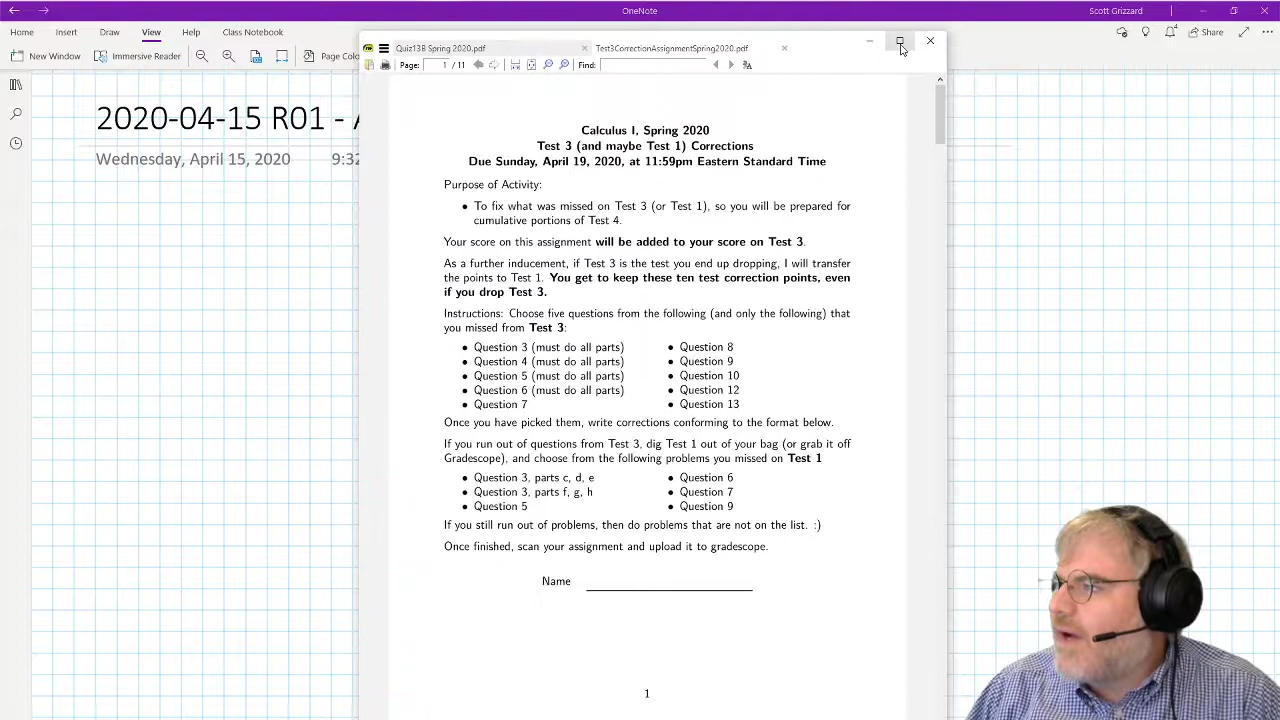 OneNote
Scott Grizzard
Home
Insert
Draw
View
History
Help
Class Notebook
Share
New Window
Immersive Reader
Page Colo
2020-04-15 R01 -
Wednesday, April 15, 2020
9:32
Quiz13B Spring 2020.pdf
Test3CorrectionAssignmentSpring2020.pdf
Page:
1 / 11
Find:
Calculus I, Spring 2020
Test 3 (and maybe Test 1) Corrections
Due Sunday, April 19, 2020, at 11:59pm Eastern Standard Time
Purpose of Activity:
• To fix what was missed on Test 3 (or Test 1), so you will be prepared for
cumulative portions of Test 4.
Your score on this assignment will be added to your score on Test 3.
As a further inducement, if Test 3 is the test you end up dropping, I will transfer
the points to Test 1. You get to keep these ten test correction points, even
if you drop Test 3.
Instructions: Choose five questions from the following (and only the following) that
you missed from Test 3:
• Question 3 (must do all parts)
• Question 4 (must do all parts)
• Question 5 (must do all parts)
• Question 6 (must do all parts)
• Question 7
• Question 8
• Question 9
• Question 10
• Question 12
• Question 13
Once you have picked them, write corrections conforming to the format below.
If you run out of questions from Test 3, dig Test 1 out of your bag (or grab it off
Gradescope), and choose from the following problems you missed on Test 1
• Question 3, parts c, d, e
• Question 3, parts f, g, h
• Question 5
• Question 6
• Question 7
• Question 9
If you still run out of problems, then do problems that are not on the list. :)
Once finished, scan your assignment and upload it to gradescope.
Name
1